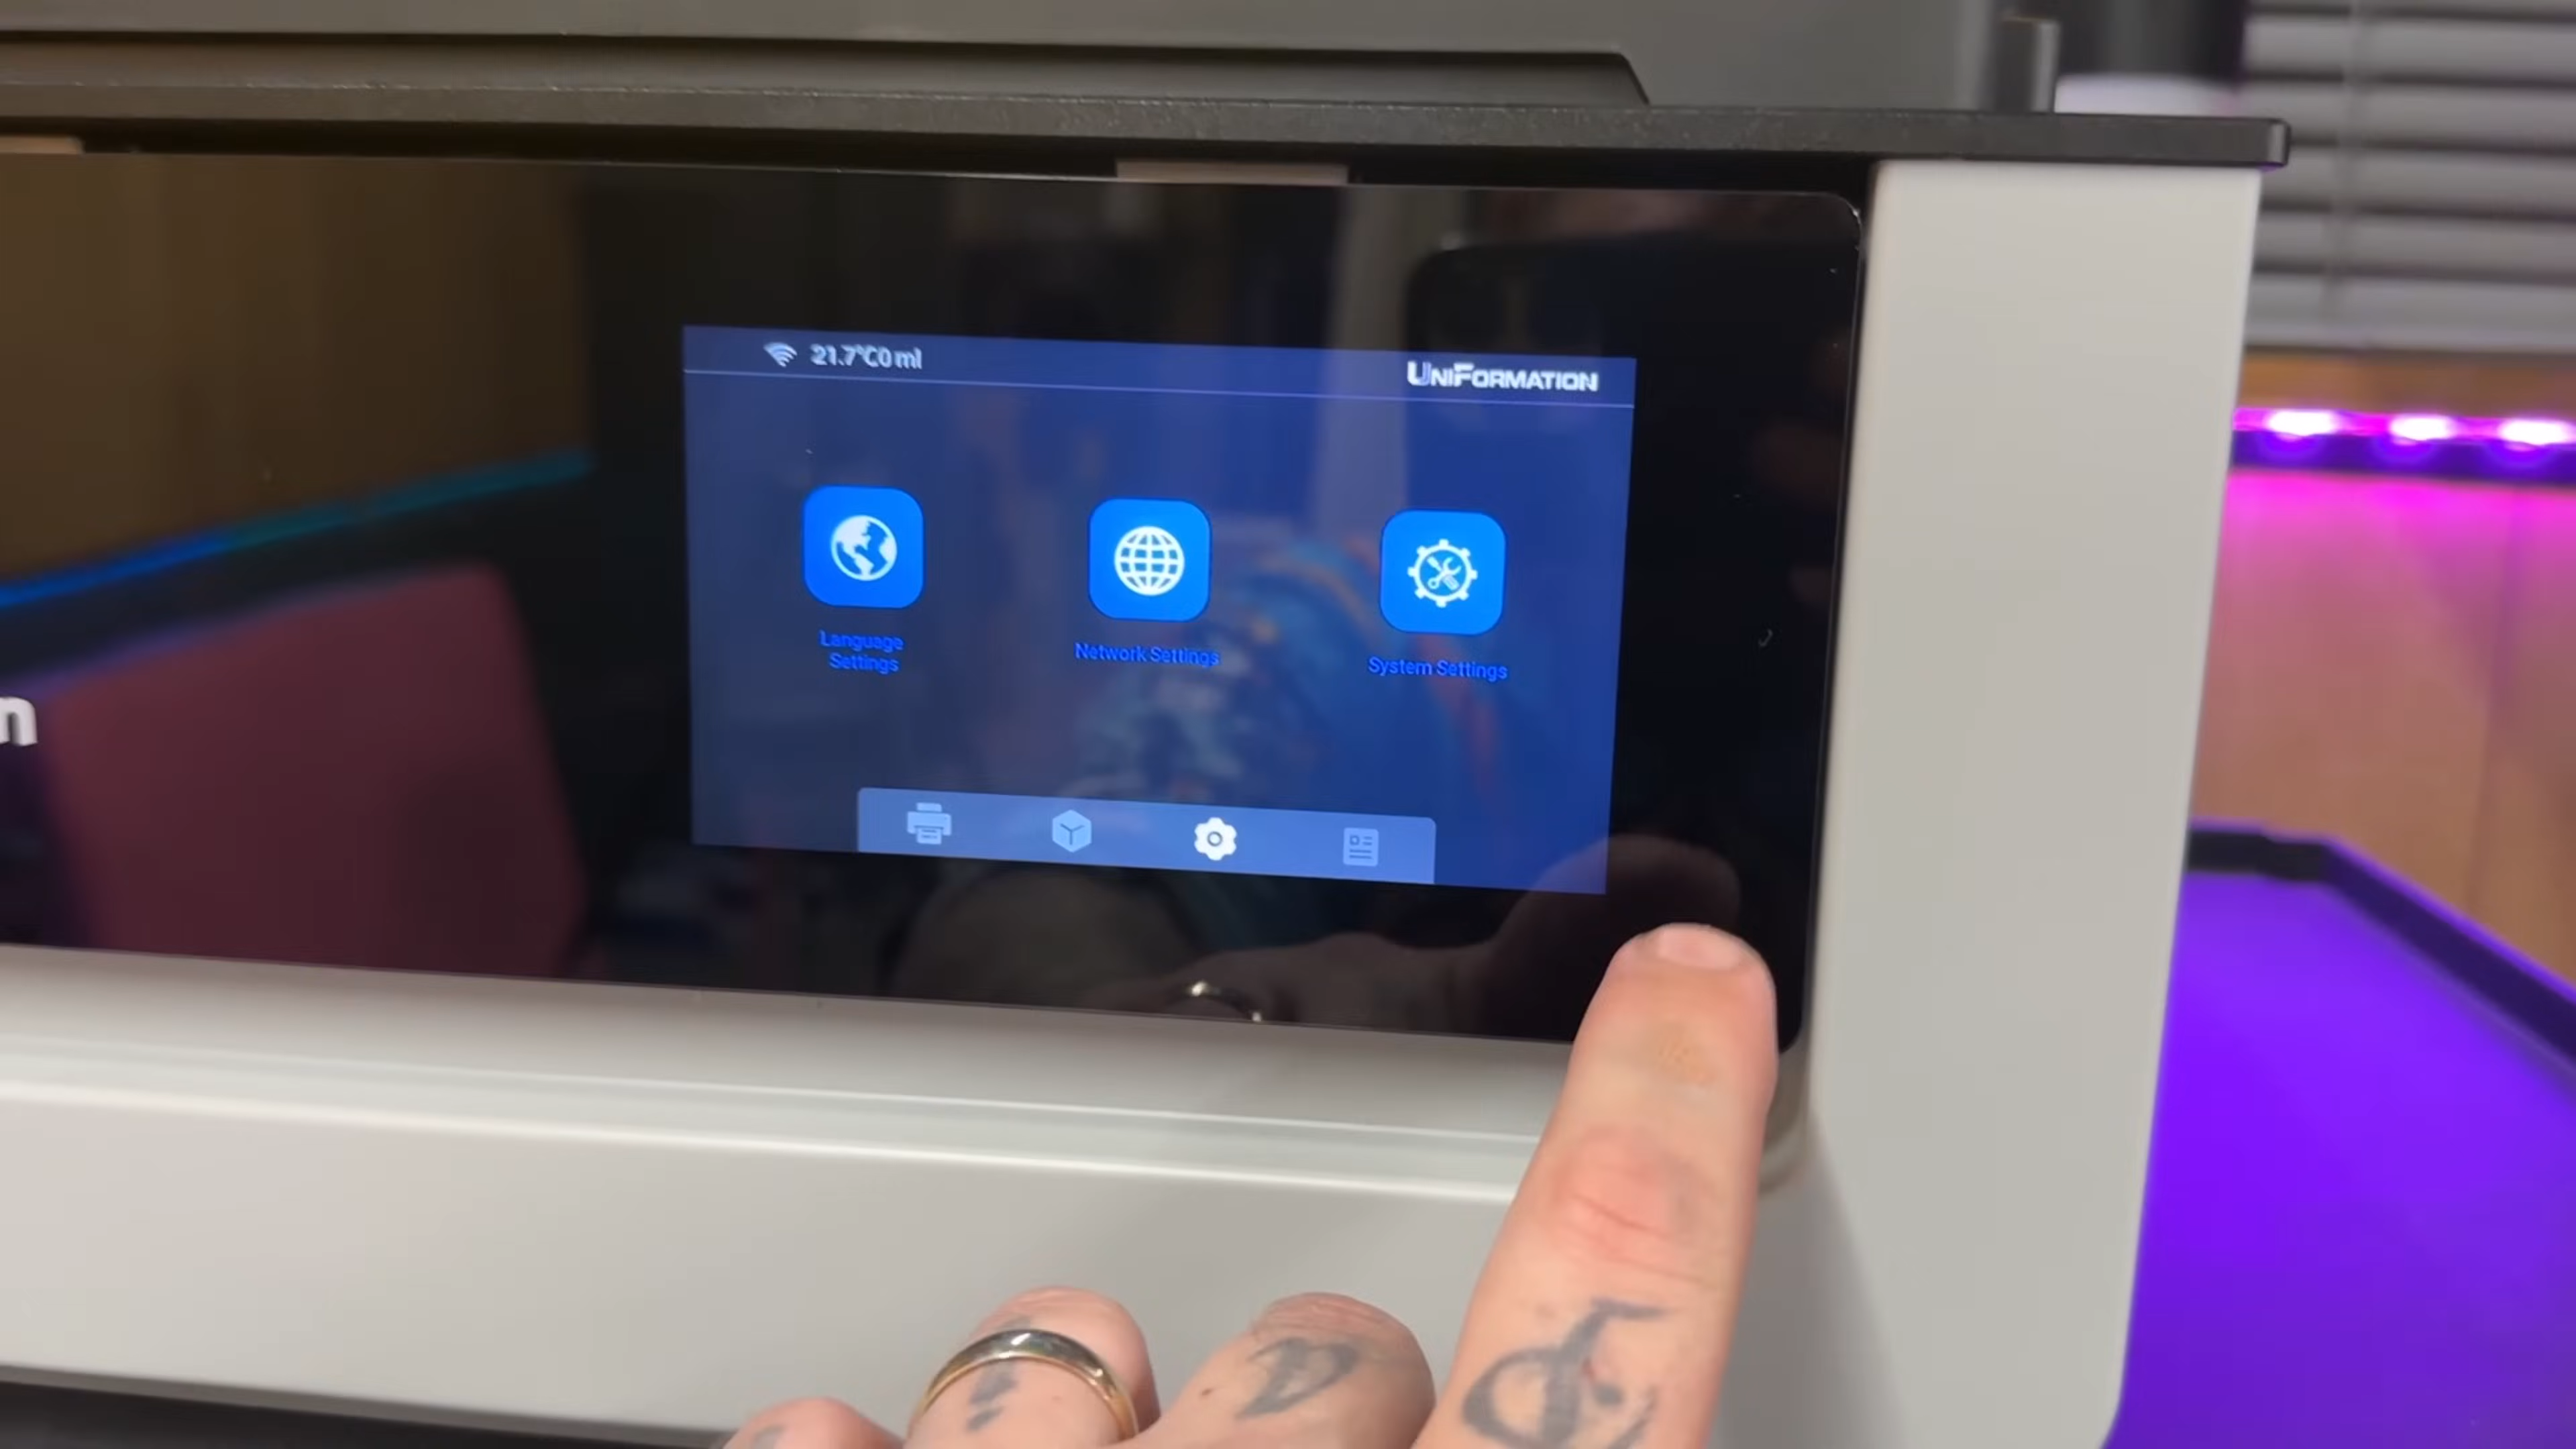 21.7°C0 ml
UNIFORMATION
Language
Settings
Network Settings
System Settings
n